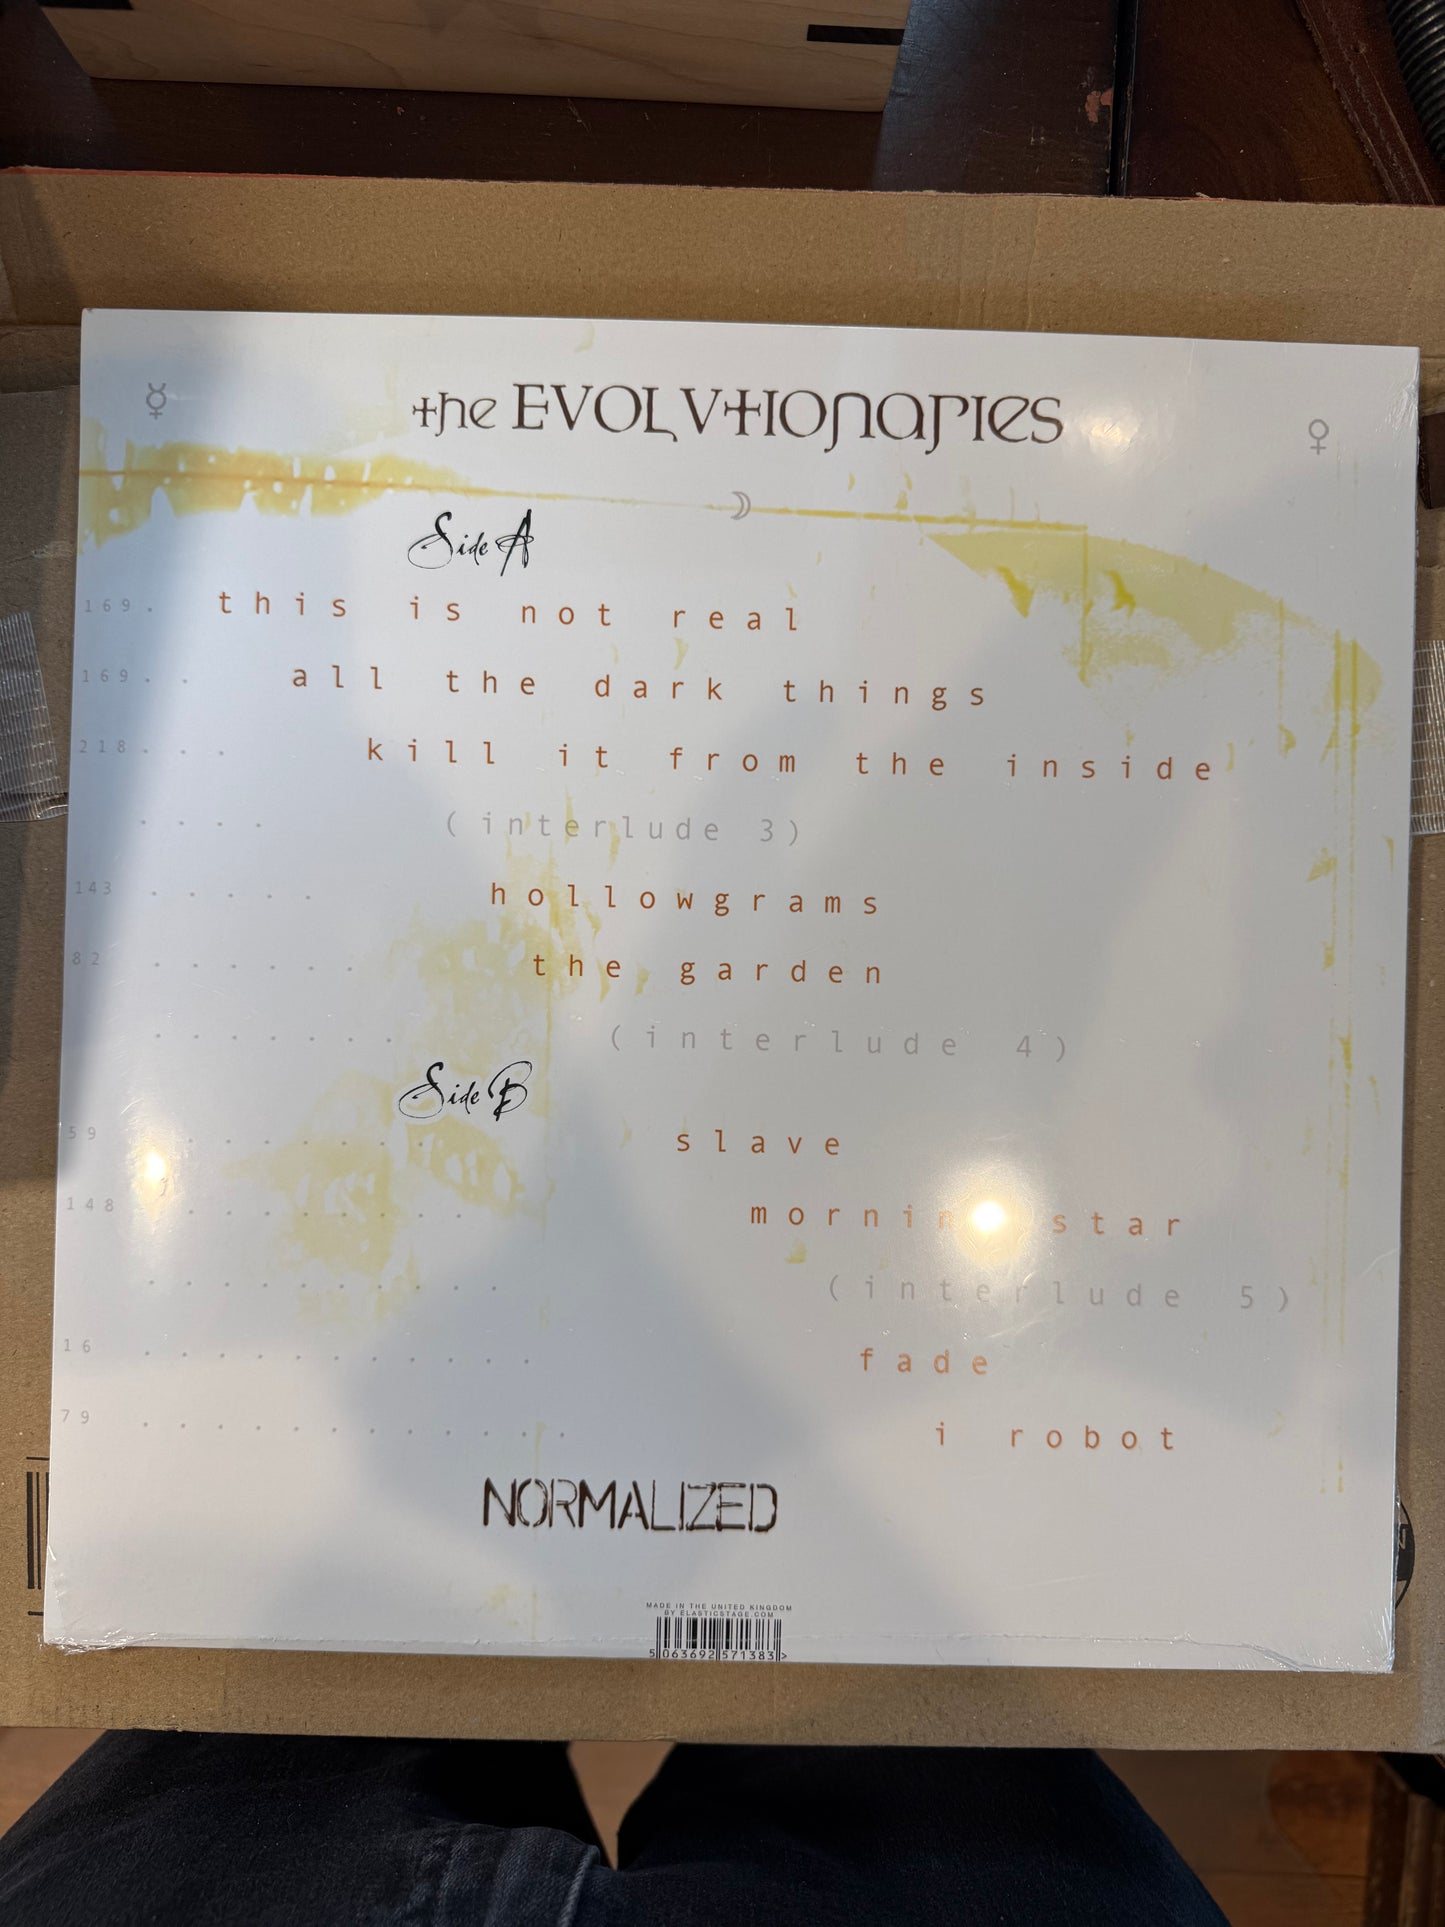 the EVOLVTIONARIES
Side A
169. this is not real
169. . all the dark things
218. . . kill it from the inside
. . . . (interlude 3)
143 . . . . . hollowgrams
82 . . . . . . the garden
. . . . . . . (interlude 4)
Side B
59 . . . . . . . . slave
148 . . . . . . . . . morning star
. . . . . . . . . . (interlude 5)
16 . . . . . . . . . . . fade
79 . . . . . . . . . . . . i robot
NORMALIZED
MADE IN THE UNITED KINGDOM
BY ELASTICSTAGE.COM
5 063692 571383 >